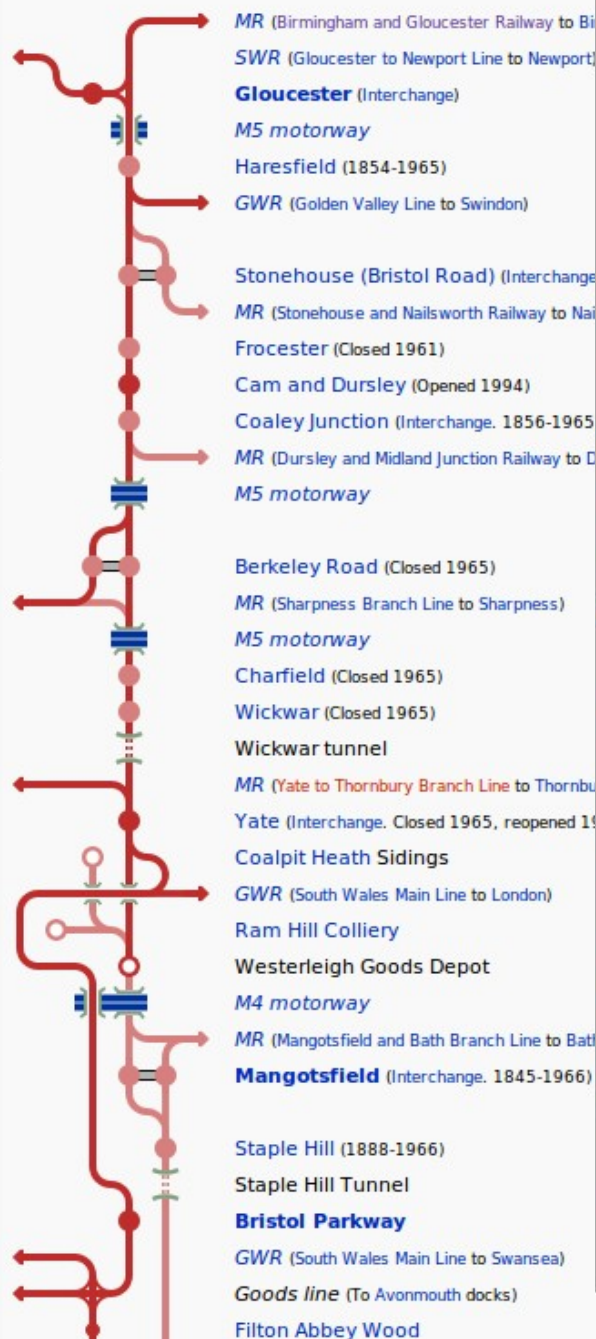 MR (Birmingham and Gloucester Railway to Bi
SWR (Gloucester to Newport Line to Newport)
Gloucester (Interchange)
M5 motorway
Haresfield (1854-1965)
GWR (Golden Valley Line to Swindon)
Stonehouse (Bristol Road) (Interchange
MR (Stonehouse and Nailsworth Railway to Nai
Frocester (Closed 1961)
Cam and Dursley (Opened 1994)
Coaley Junction (Interchange. 1856-1965
MR (Dursley and Midland Junction Railway to D
M5 motorway
Berkeley Road (Closed 1965)
MR (Sharpness Branch Line to Sharpness)
M5 motorway
Charfield (Closed 1965)
Wickwar (Closed 1965)
Wickwar tunnel
MR (Yate to Thornbury Branch Line to Thornbu
Yate (Interchange. Closed 1965, reopened 19
Coalpit Heath Sidings
GWR (South Wales Main Line to London)
Ram Hill Colliery
Westerleigh Goods Depot
M4 motorway
MR (Mangotsfield and Bath Branch Line to Bath
Mangotsfield (Interchange. 1845-1966)
Staple Hill (1888-1966)
Staple Hill Tunnel
Bristol Parkway
GWR (South Wales Main Line to Swansea)
Goods line (To Avonmouth docks)
Filton Abbey Wood